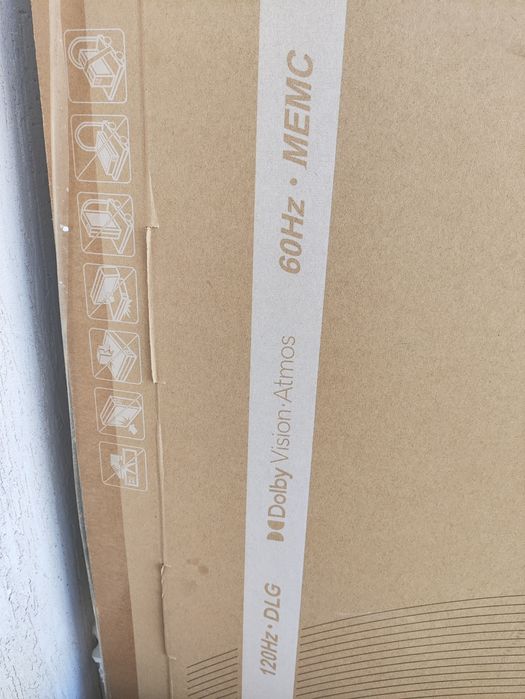 60Hz · MEMC
Dolby Vision·Atmos
120Hz · DLG